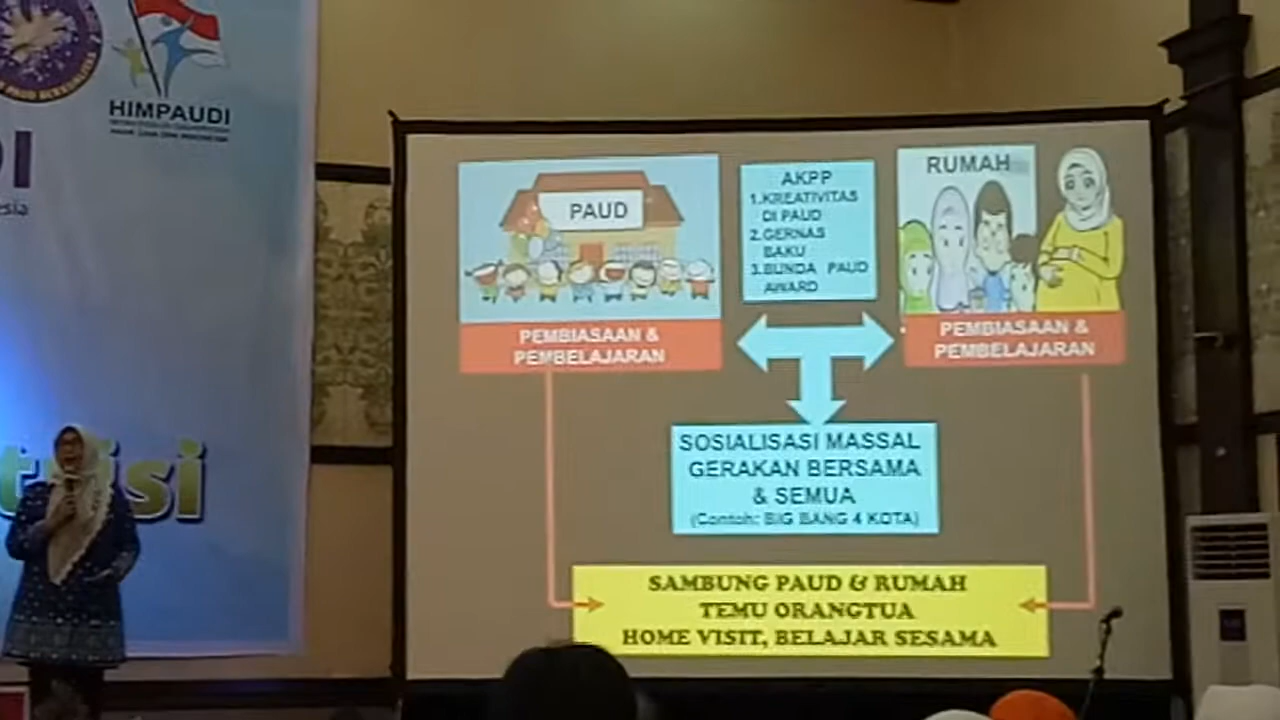 HIMPAUDI
esia
trisi
PAUD
PEMBIASAAN &
PEMBELAJARAN
AKPP
1.KREATIVITAS
DI PAUD
2.GERNAS
BAKU
3.BUNDA PAUD
AWARD
RUMAH
PEMBIASAAN &
PEMBELAJARAN
SOSIALISASI MASSAL
GERAKAN BERSAMA
& SEMUA
(Contoh: BIG BANG 4 KOTA)
SAMBUNG PAUD & RUMAH
TEMU ORANGTUA
HOME VISIT, BELAJAR SESAMA